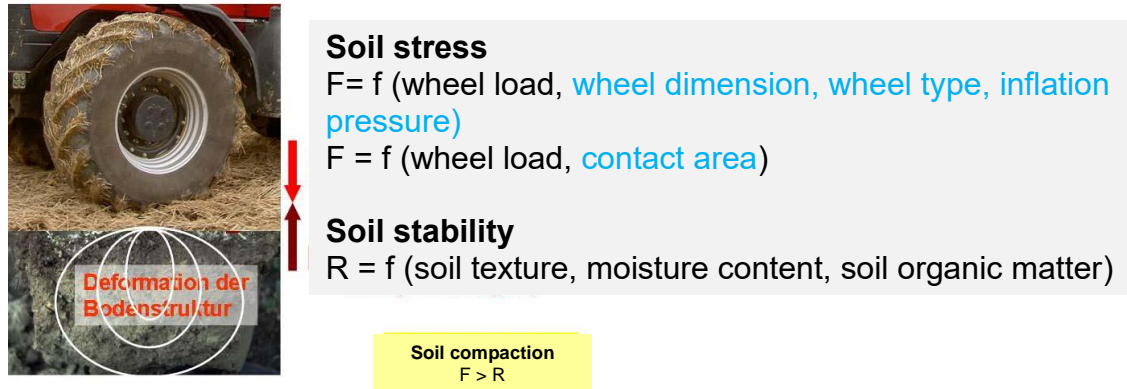 Soil stress
F= f (wheel load, wheel dimension, wheel type, inflation
pressure)
F = f (wheel load, contact area)
Soil stability
R = f (soil texture, moisture content, soil organic matter)
Deformation der
Bodenstruktur
Soil compaction
F > R